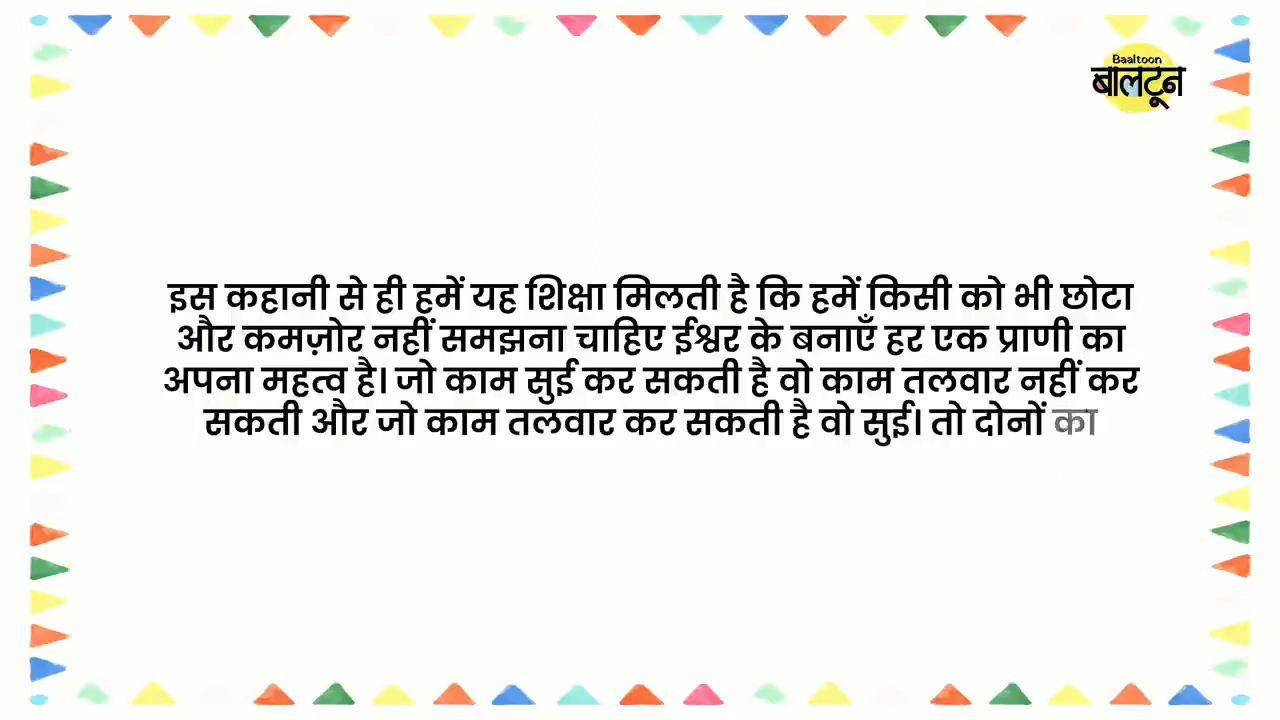 Baaltoon
बालटून
इस कहानी से ही हमें यह शिक्षा मिलती है कि हमें किसी को भी छोटा
और कमज़ोर नहीं समझना चाहिए ईश्वर के बनाएँ हर एक प्राणी का
अपना महत्व है। जो काम सुई कर सकती है वो काम तलवार नहीं कर
सकती और जो काम तलवार कर सकती है वो सुई। तो दोनों का